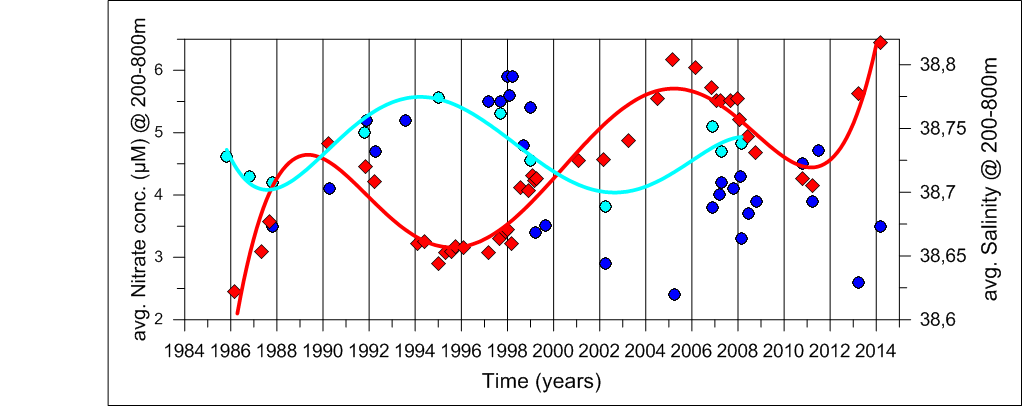 avg. Nitrate conc. (µM) @ 200-800m
6
5
4
3
2
38,8
38,75
38,7
38,65
38,6
avg. Salinity @ 200-800m
1984 1986 1988 1990 1992 1994 1996 1998 2000 2002 2004 2006 2008 2010 2012 2014
Time (years)